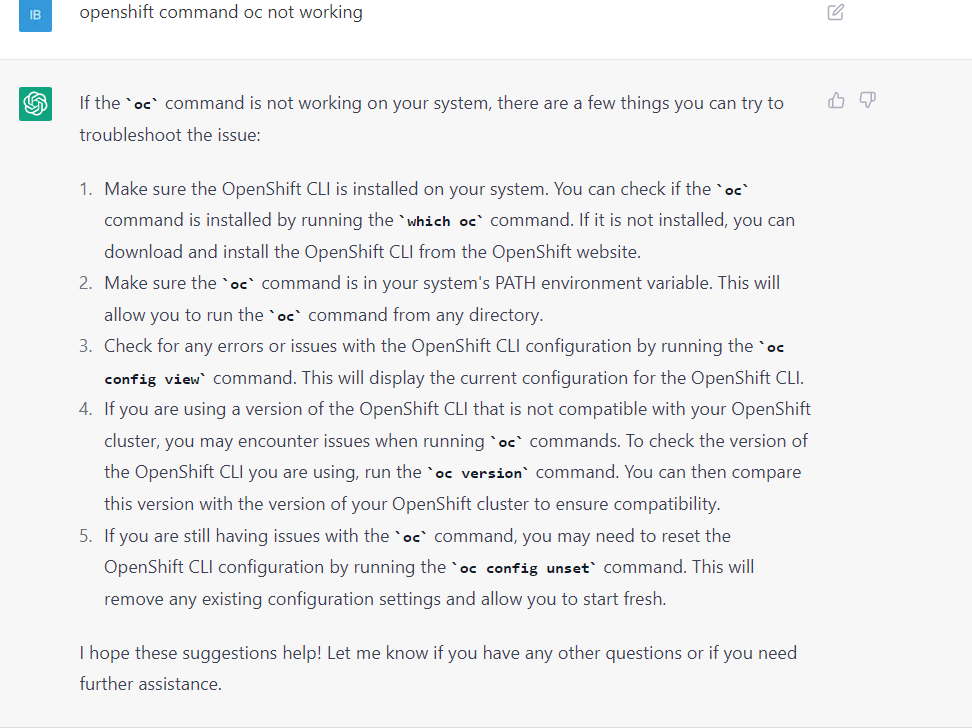 IB
openshift command oc not working
If the `oc` command is not working on your system, there are a few things you can try to
troubleshoot the issue:
1. Make sure the OpenShift CLI is installed on your system. You can check if the `oc`
command is installed by running the `which oc` command. If it is not installed, you can
download and install the OpenShift CLI from the OpenShift website.
2. Make sure the `oc` command is in your system's PATH environment variable. This will
allow you to run the `oc` command from any directory.
3. Check for any errors or issues with the OpenShift CLI configuration by running the `oc
config view` command. This will display the current configuration for the OpenShift CLI.
4. If you are using a version of the OpenShift CLI that is not compatible with your OpenShift
cluster, you may encounter issues when running `oc` commands. To check the version of
the OpenShift CLI you are using, run the `oc version` command. You can then compare
this version with the version of your OpenShift cluster to ensure compatibility.
5. If you are still having issues with the `oc` command, you may need to reset the
OpenShift CLI configuration by running the `oc config unset` command. This will
remove any existing configuration settings and allow you to start fresh.
I hope these suggestions help! Let me know if you have any other questions or if you need
further assistance.